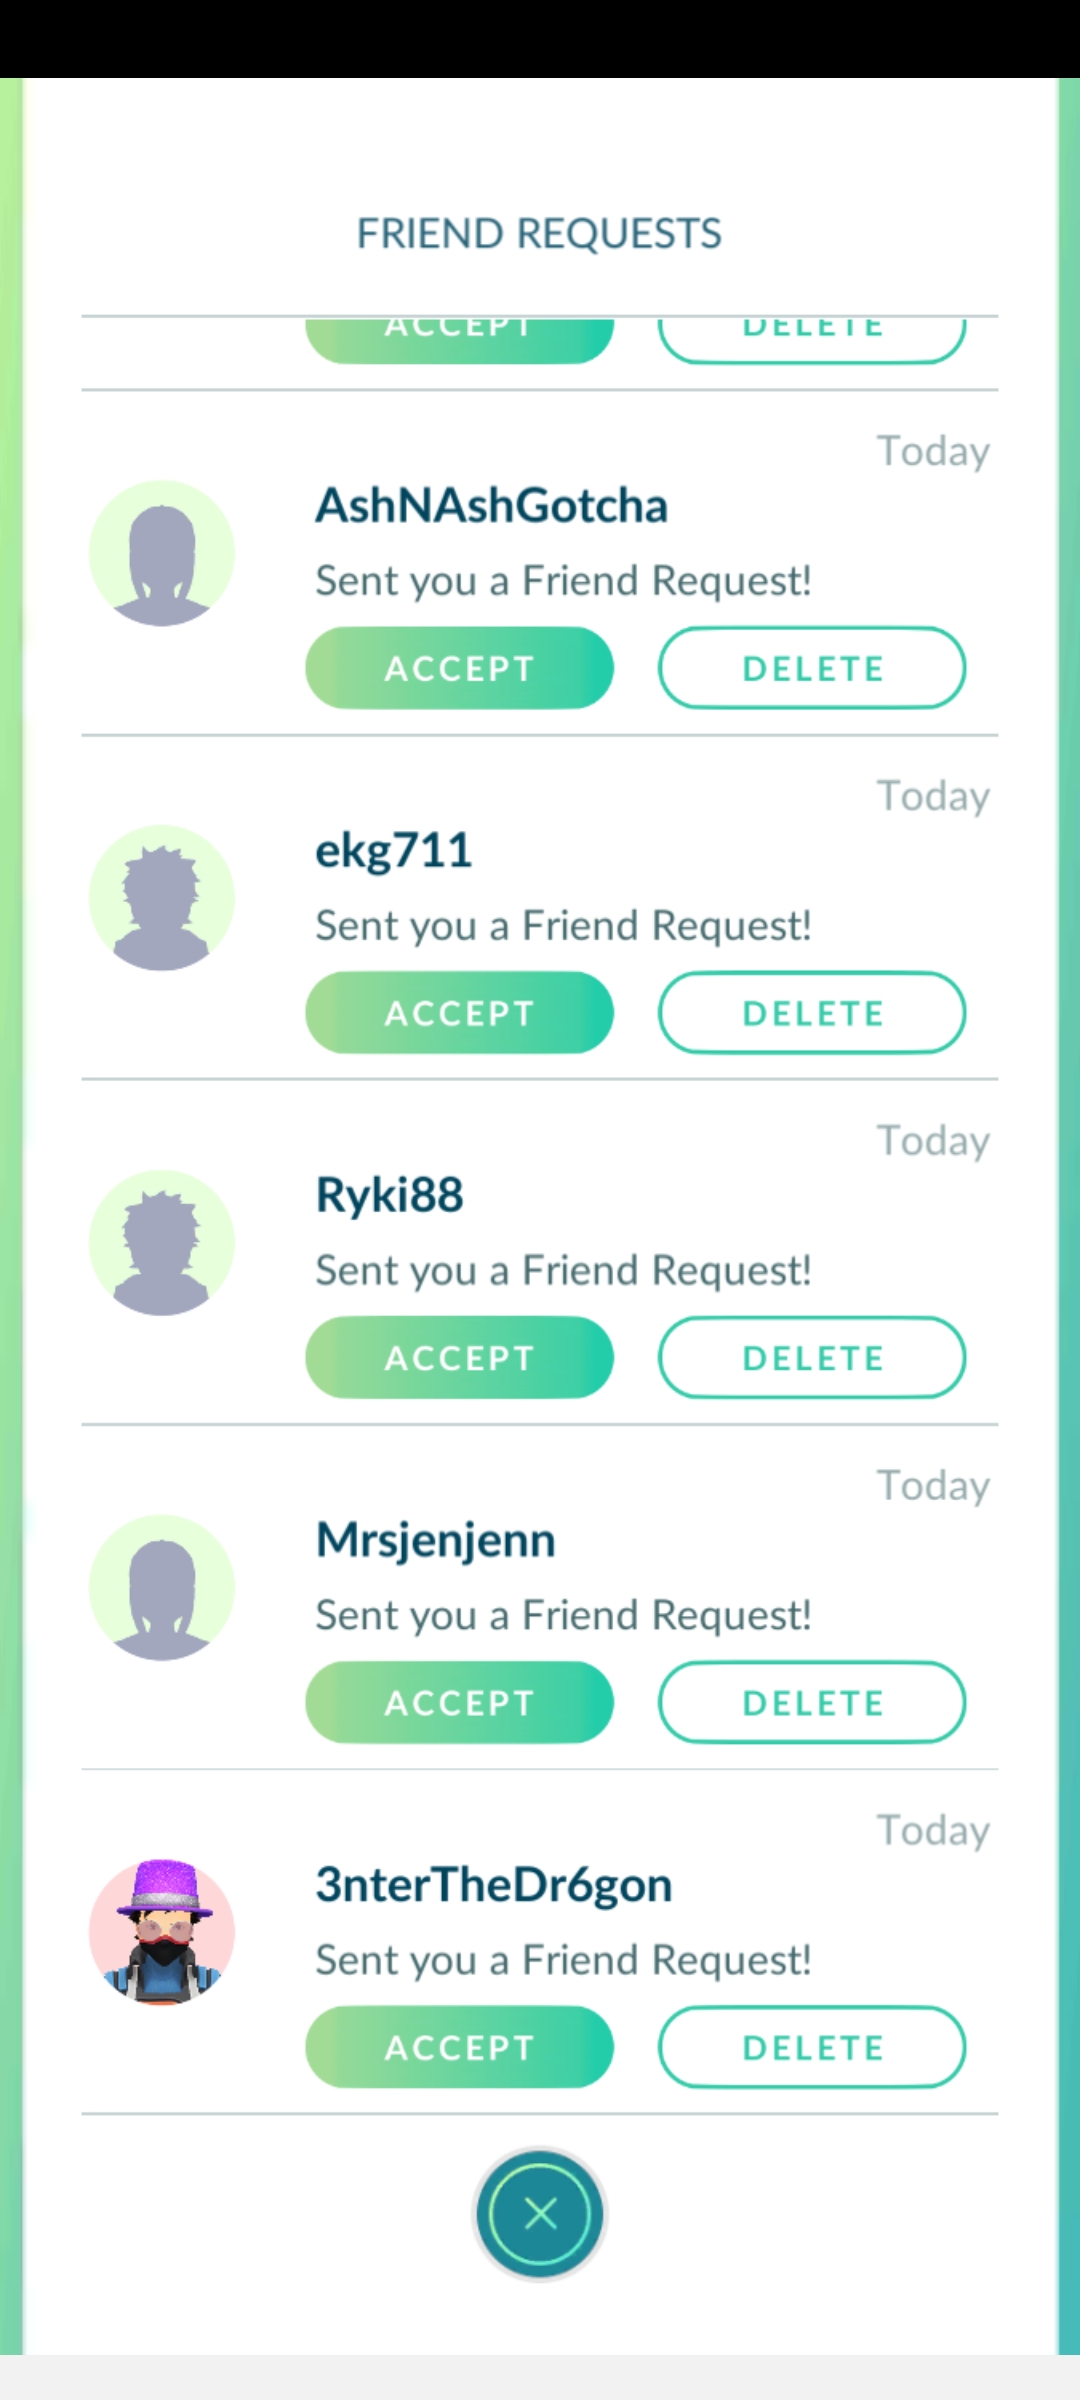 FRIEND REQUESTS
ACCEPT DELETE
Today
AshNAshGotcha
Sent you a Friend Request!
ACCEPT DELETE
Today
ekg711
Sent you a Friend Request!
ACCEPT DELETE
Today
Ryki88
Sent you a Friend Request!
ACCEPT DELETE
Today
Mrsjenjenn
Sent you a Friend Request!
ACCEPT DELETE
Today
3nterTheDr6gon
Sent you a Friend Request!
ACCEPT DELETE